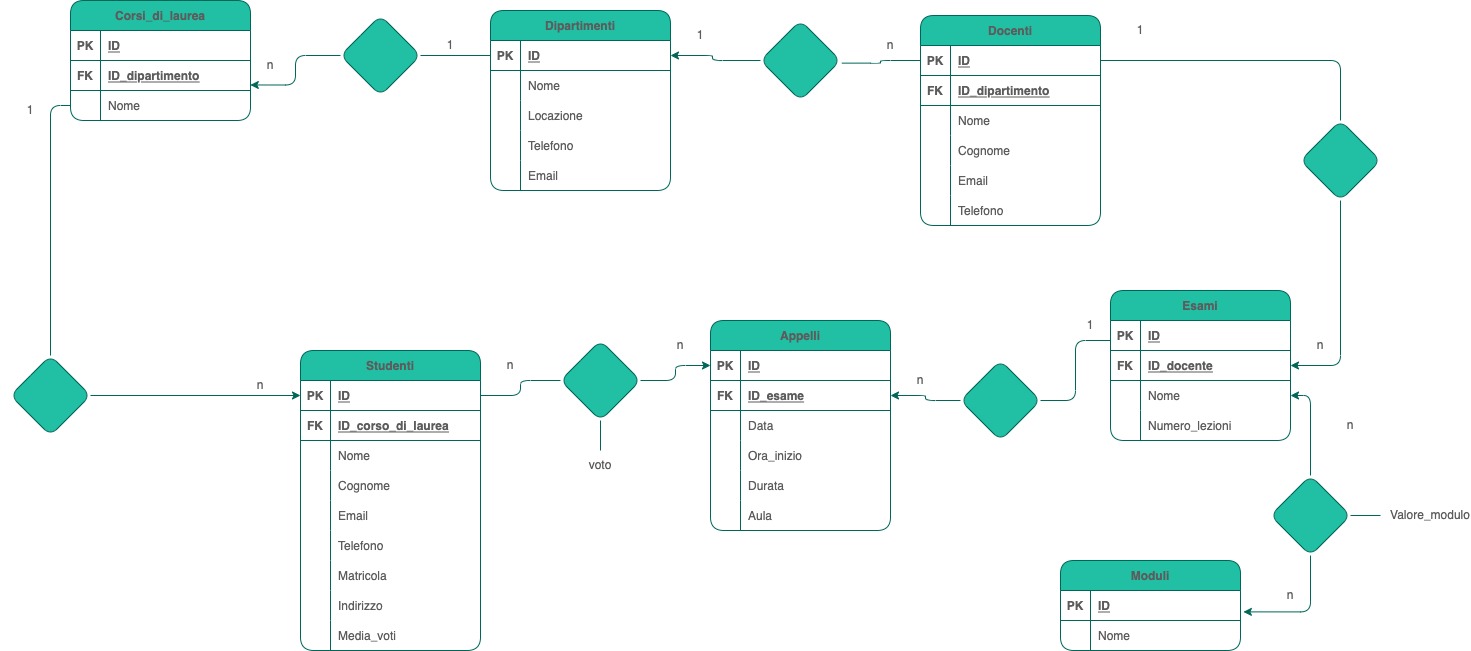 Corsi_di_laurea
PK ID
FK ID_dipartimento
Nome
n
1
1
Dipartimenti
PK ID
Nome
Locazione
Telefono
Email
1
n
Docenti
PK ID
FK ID_dipartimento
Nome
Cognome
Email
Telefono
1
n
n
Studenti
PK ID
FK ID_corso_di_laurea
Nome
Cognome
Email
Telefono
Matricola
Indirizzo
Media_voti
n
n
voto
Appelli
PK ID
FK ID_esame
Data
Ora_inizio
Durata
Aula
n
1
Esami
PK ID
FK ID_docente
Nome
Numero_lezioni
n
Valore_modulo
n
Moduli
PK ID
Nome